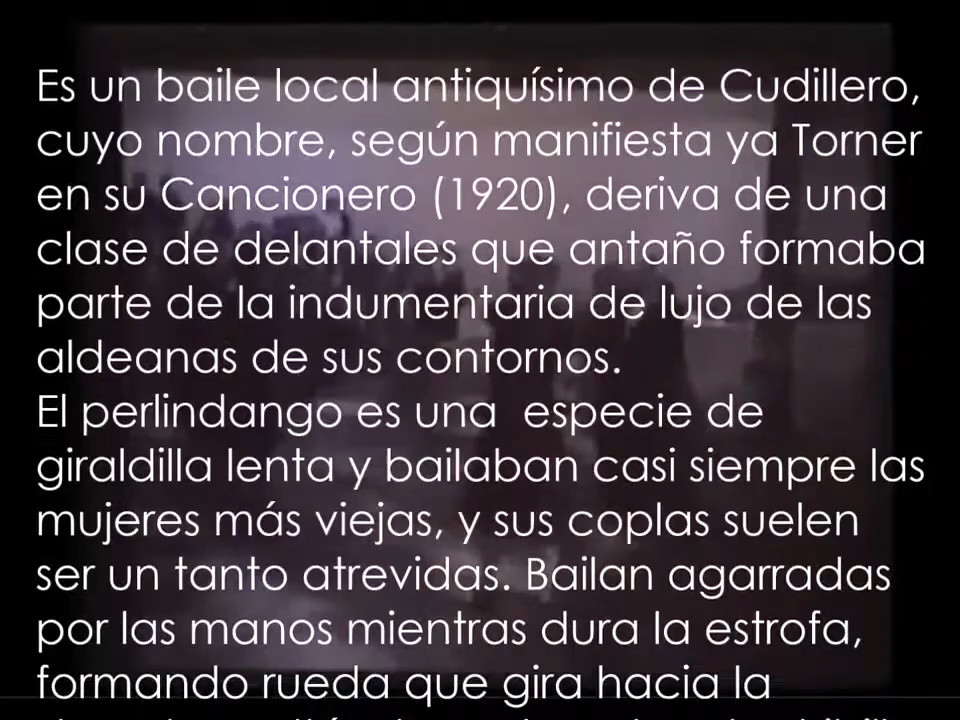 Es un baile local antiquísimo de Cudillero,
cuyo nombre, según manifiesta ya Torner
en su Cancionero (1920), deriva de una
clase de delantales que antaño formaba
parte de la indumentaria de lujo de las
aldeanas de sus contornos.
El perlindango es una  especie de
giraldilla lenta y bailaban casi siempre las
mujeres más viejas, y sus coplas suelen
ser un tanto atrevidas. Bailan agarradas
por las manos mientras dura la estrofa,
formando rueda que gira hacia la